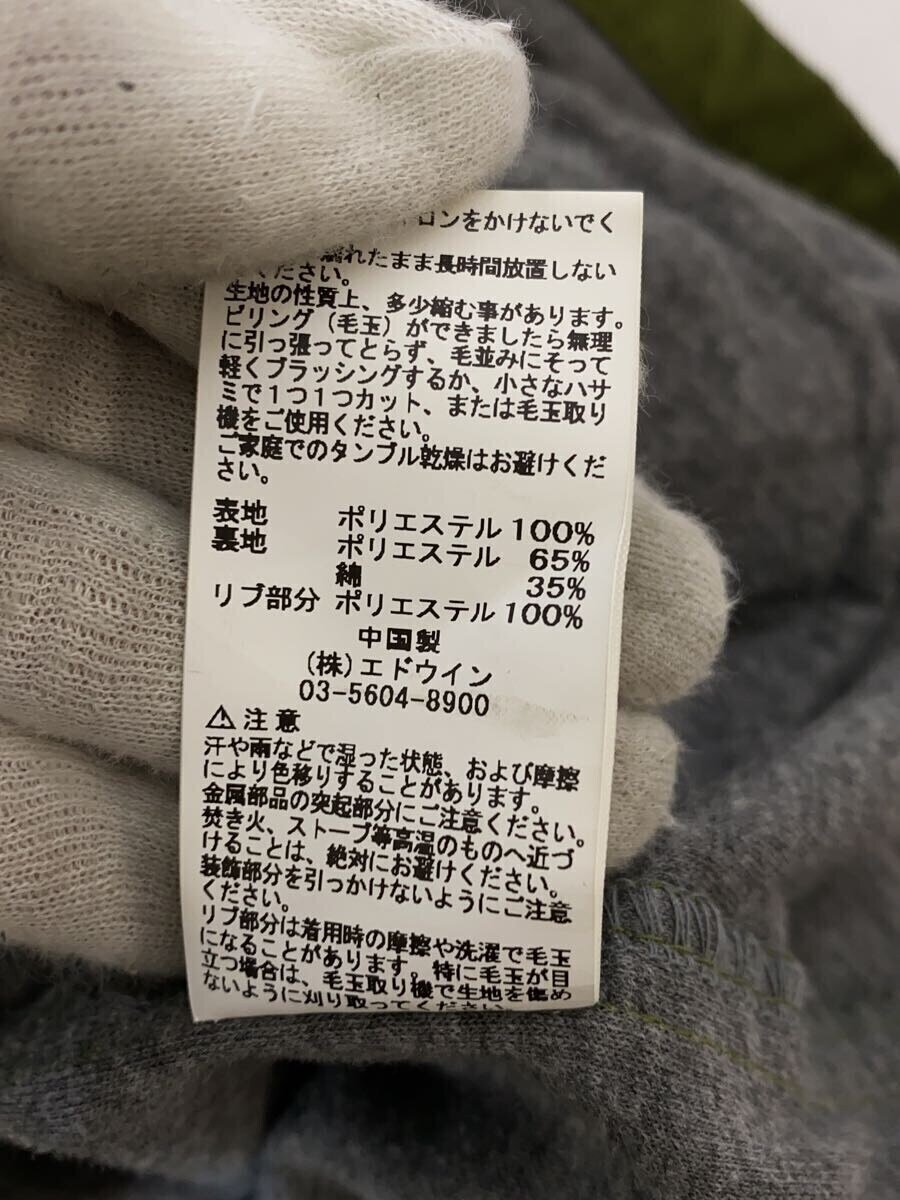 ロンをかけないでく
濡れたまま長時間放置しない
ください。
生地の性質上、多少縮む事があります。
ピリング（毛玉）ができましたら無理
に引っ張ってとらず、毛並みにそって
軽くブラッシングするか、小さなハサ
ミで1つ1つカット、または毛玉取り
機をご使用ください。
ご家庭でのタンブル乾燥はお避けくだ
さい。
表地 ポリエステル 100%
裏地 ポリエステル 65%
綿 35%
リブ部分 ポリエステル 100%
中国製
(株)エドウイン
03-5604-8900
⚠注意
汗や雨などで湿った状態、および摩擦
により色移りすることがあります。
金属部品の突起部分にご注意ください。
焚き火、ストーブ等高温のものへ近づ
けることは、絶対にお避けください。
装飾部分を引っかけないようにご注意
ください。
リブ部分は着用時の摩擦や洗濯で毛玉
になることがあります。特に毛玉が目
立つ場合は、毛玉取り機で生地を傷め
ないように刈り取ってください